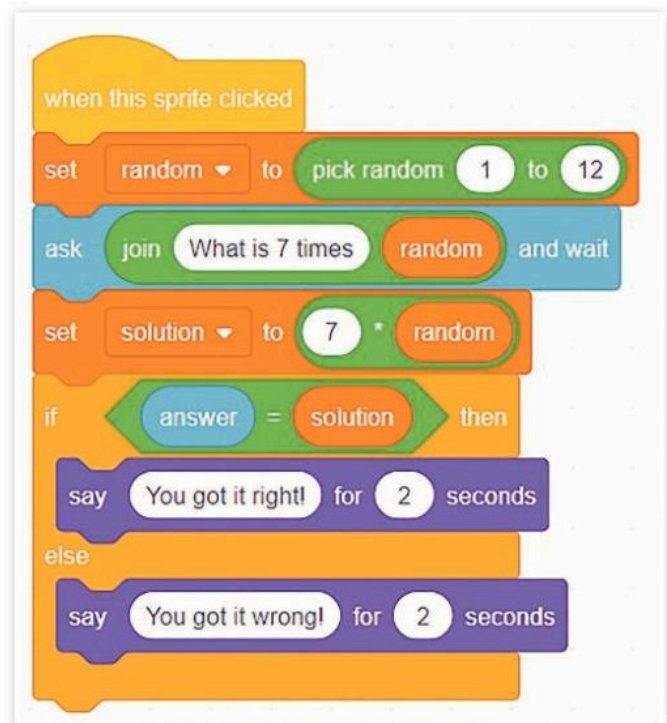 when this sprite clicked
set random to pick random 1 to 12
ask join What is 7 times random and wait
set solution to 7 * random
if answer = solution then
say You got it right! for 2 seconds
else
say You got it wrong! for 2 seconds